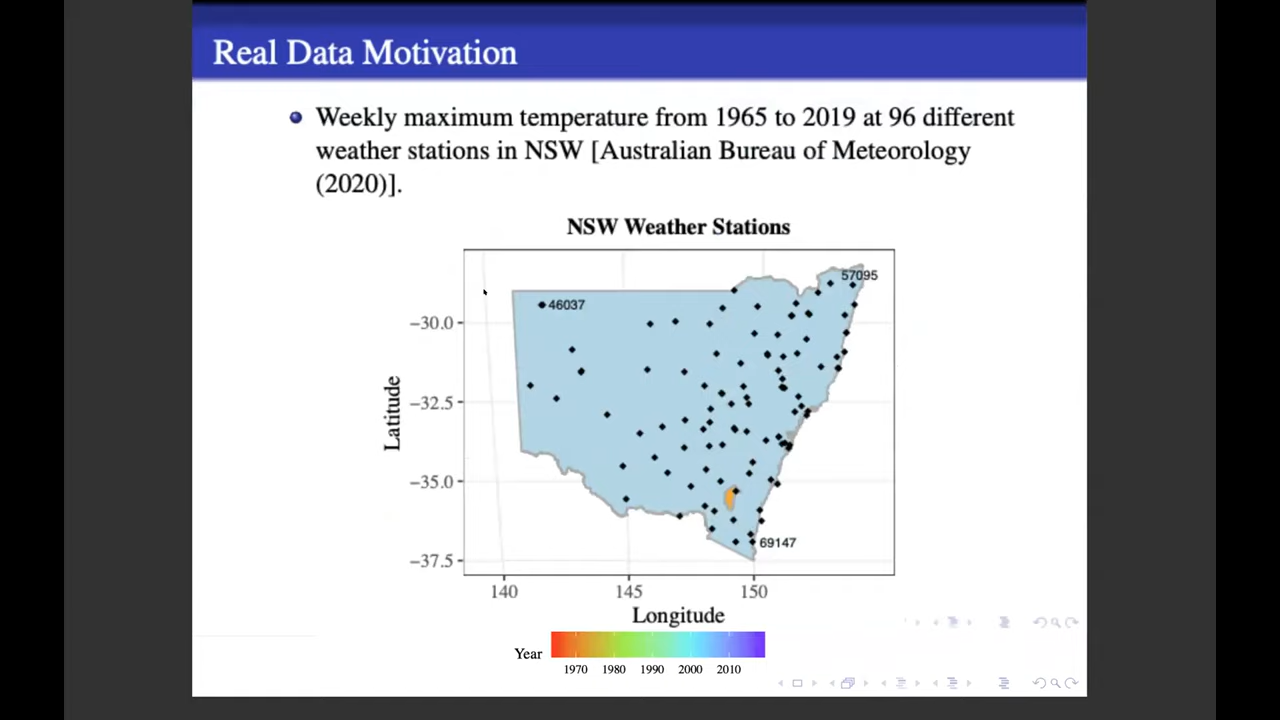 Real Data Motivation
Weekly maximum temperature from 1965 to 2019 at 96 different
weather stations in NSW [Australian Bureau of Meteorology
(2020)].
NSW Weather Stations
57095
46037
−30.0
−32.5
−35.0
−37.5
69147
Latitude
140 145 150
Longitude
Year
1970 1980 1990 2000 2010